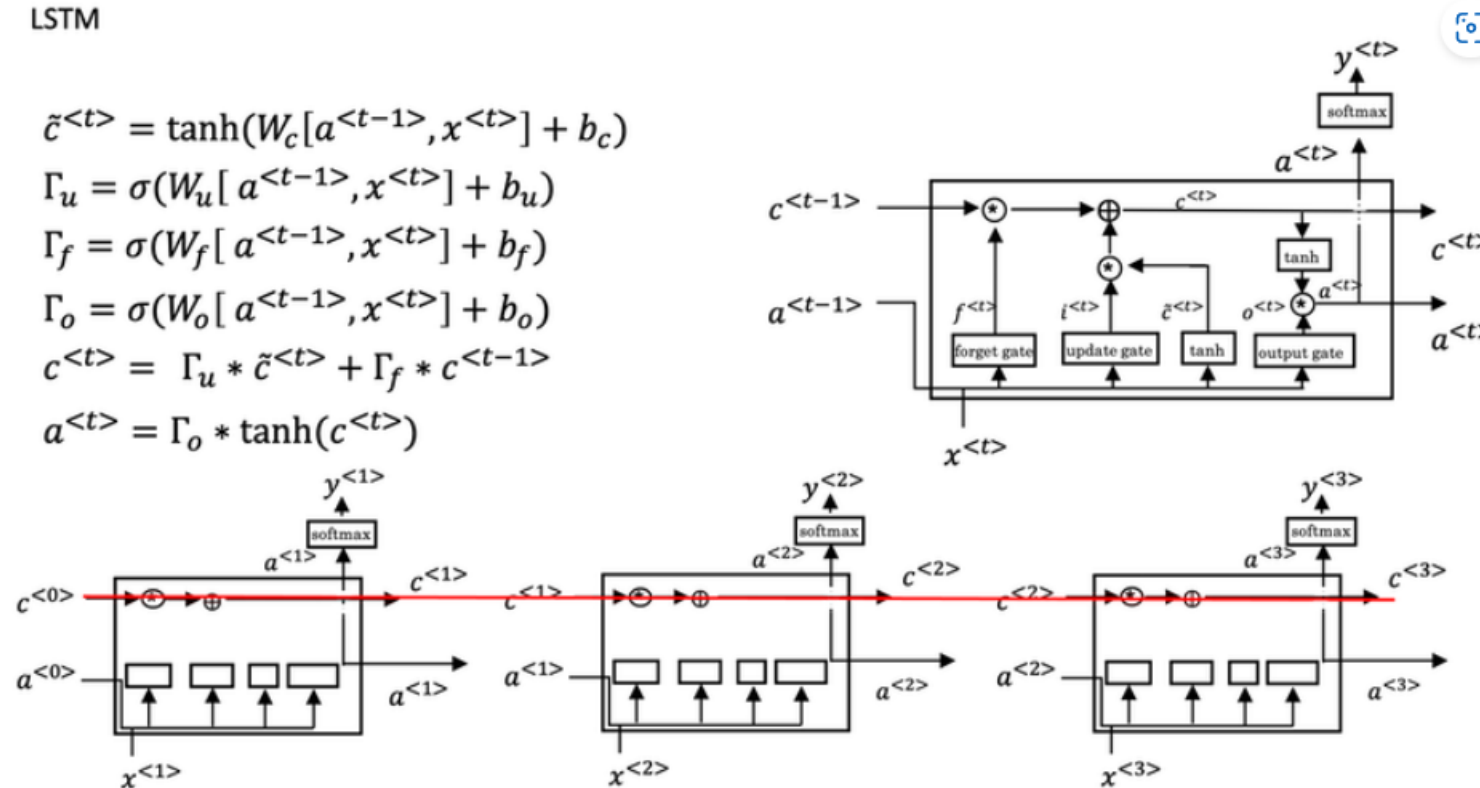 LSTM
c̃<t> = tanh(W_c[a<t−1>, x<t>] + b_c)
Γ_u = σ(W_u[ a<t−1>, x<t>] + b_u)
Γ_f = σ(W_f[ a<t−1>, x<t>] + b_f)
Γ_o = σ(W_o[ a<t−1>, x<t>] + b_o)
c<t> = Γ_u * c̃<t> + Γ_f * c<t−1>
a<t> = Γ_o * tanh(c<t>)
y<t>
softmax
a<t>
c<t−1> * ⊕ c<t> c<t>
tanh
*
a<t−1> f<t> i<t> c̃<t> o<t> * a<t>
forget gate update gate tanh output gate a<t>
x<t>
y<1> y<2> y<3>
softmax softmax softmax
a<1> a<2> a<3>
c<0> * ⊕ c<1> c<1> * ⊕ c<2> c<2> * ⊕ c<3>
a<0> a<1> a<1> a<2> a<2> a<3>
x<1> x<2> x<3>